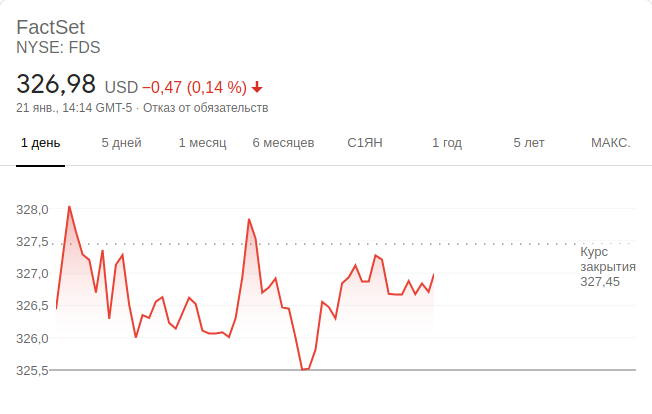 FactSet
NYSE: FDS
326,98 USD −0,47 (0,14 %)
21 янв., 14:14 GMT-5 · Отказ от обязательств
1 день 5 дней 1 месяц 6 месяцев С1ЯН 1 год 5 лет МАКС.
328,0
327,5
Курс
закрытия
327,45
327,0
326,5
326,0
325,5